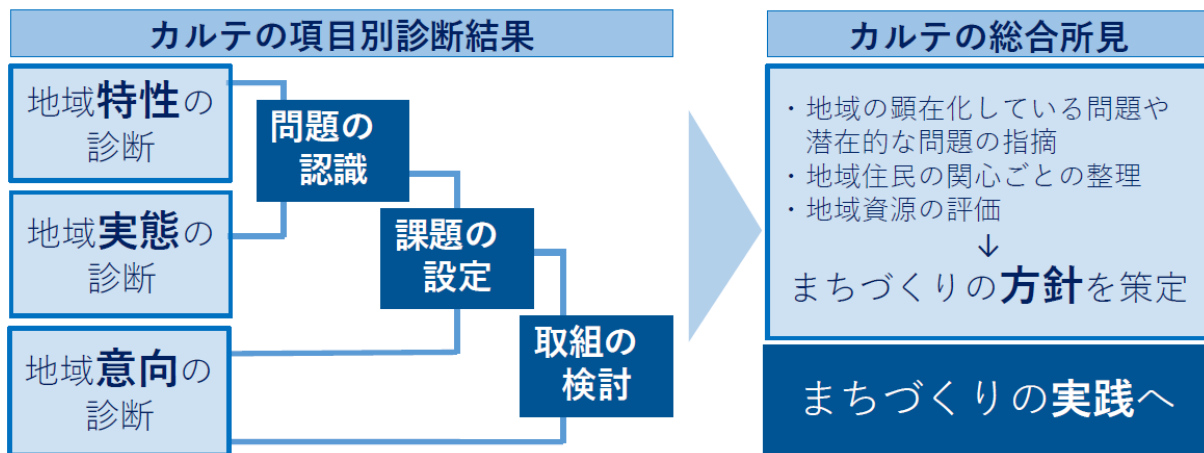 カルテの項目別診断結果
地域特性の
診断
地域実態の
診断
地域意向の
診断
問題の
認識
課題の
設定
取組の
検討
カルテの総合所見
・地域の顕在化している問題や
潜在的な問題の指摘
・地域住民の関心ごとの整理
・地域資源の評価
↓
まちづくりの方針を策定
まちづくりの実践へ